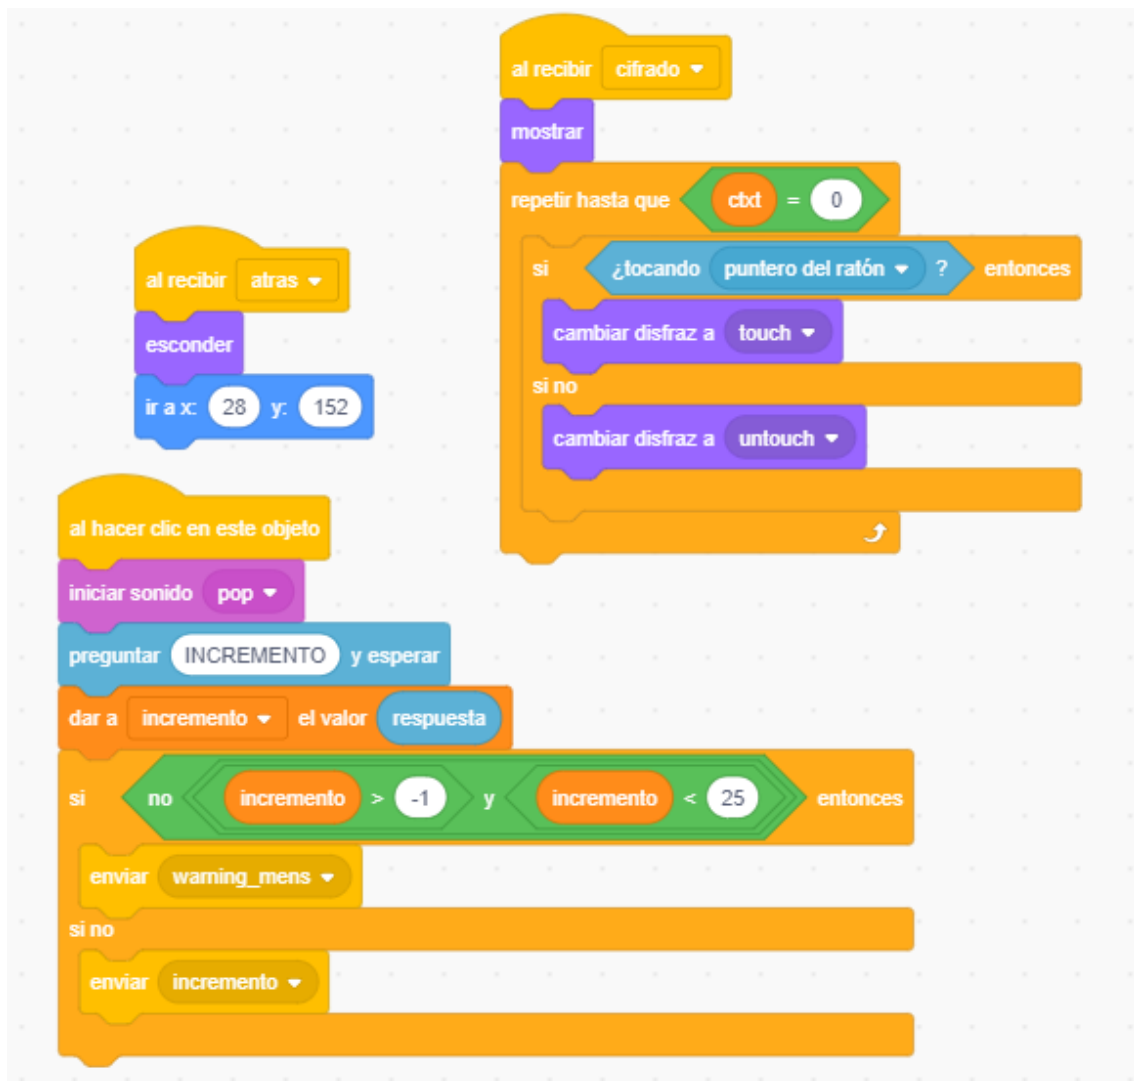 al recibir cifrado
mostrar
repetir hasta que ctxt = 0
si ¿tocando puntero del ratón ? entonces
cambiar disfraz a touch
si no
cambiar disfraz a untouch
al recibir atras
esconder
ir a x: 28 y: 152
al hacer clic en este objeto
iniciar sonido pop
preguntar INCREMENTO y esperar
dar a incremento el valor respuesta
si no incremento > -1 y incremento < 25 entonces
enviar warning_mens
si no
enviar incremento